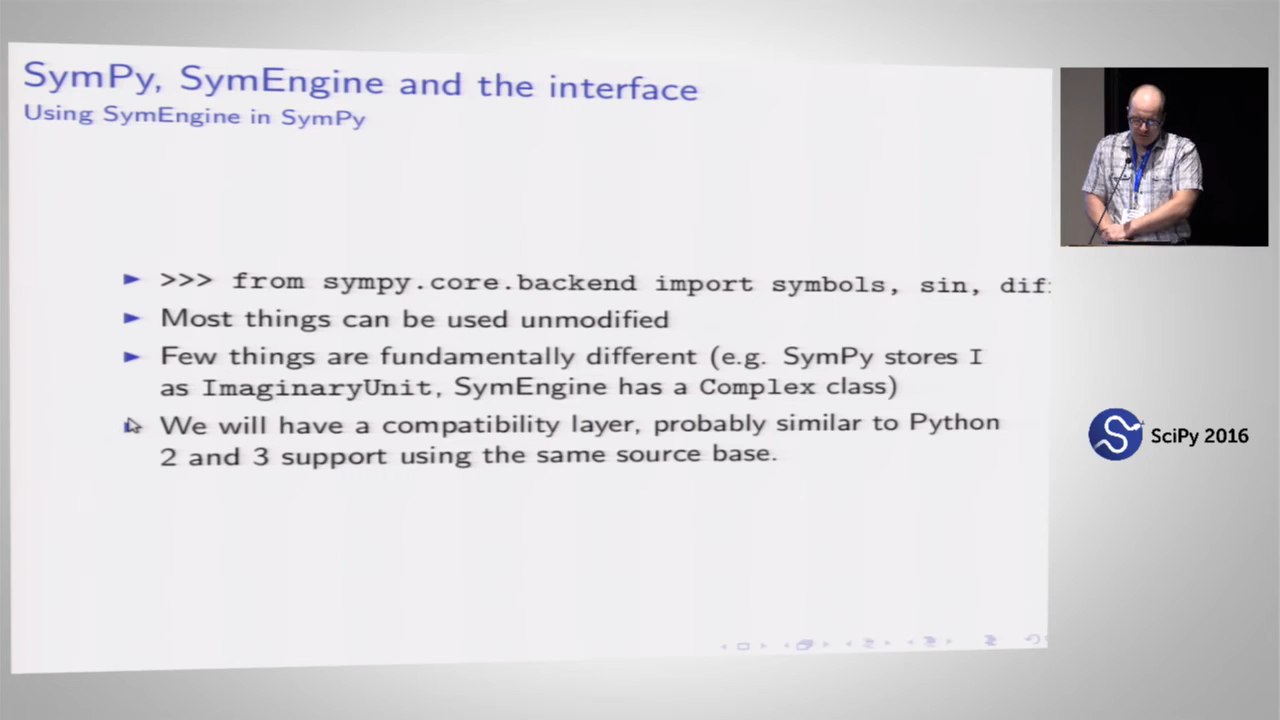 SymPy, SymEngine and the interface
Using SymEngine in SymPy
>>> from sympy.core.backend import symbols, sin, dif
Most things can be used unmodified
Few things are fundamentally different (e.g. SymPy stores I
as ImaginaryUnit, SymEngine has a Complex class)
We will have a compatibility layer, probably similar to Python
2 and 3 support using the same source base.
SciPy 2016